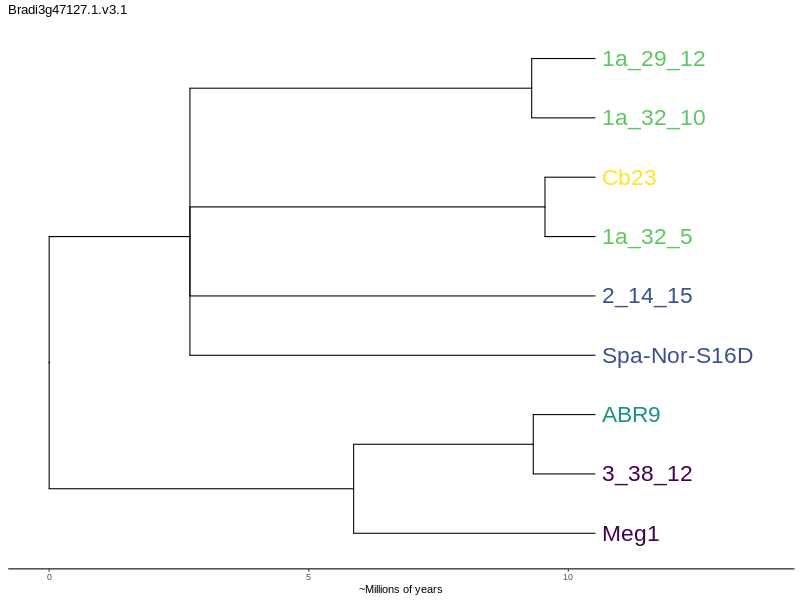 Bradi3g47127.1.v3.1
1a_29_12
1a_32_10
Cb23
1a_32_5
2_14_15
Spa-Nor-S16D
ABR9
3_38_12
Meg1
0 5 10
~Millions of years